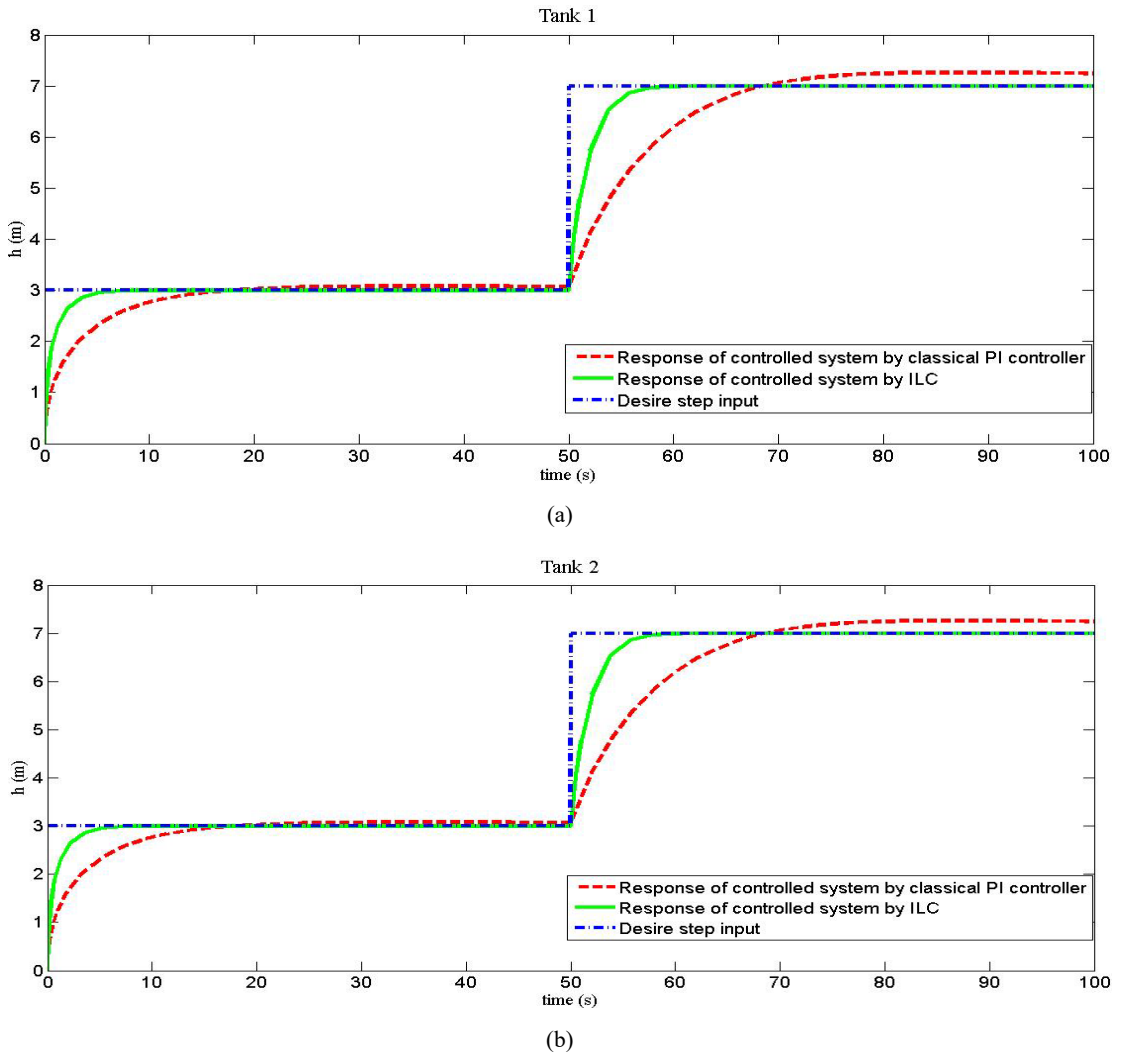 Tank 1
8
7
6
5
4
3
2
1
0
h (m)
Response of controlled system by classical PI controller
Response of controlled system by ILC
Desire step input
0 10 20 30 40 50 60 70 80 90 100
time (s)
(a)
Tank 2
8
7
6
5
4
3
2
1
0
h (m)
Response of controlled system by classical PI controller
Response of controlled system by ILC
Desire step input
0 10 20 30 40 50 60 70 80 90 100
time (s)
(b)